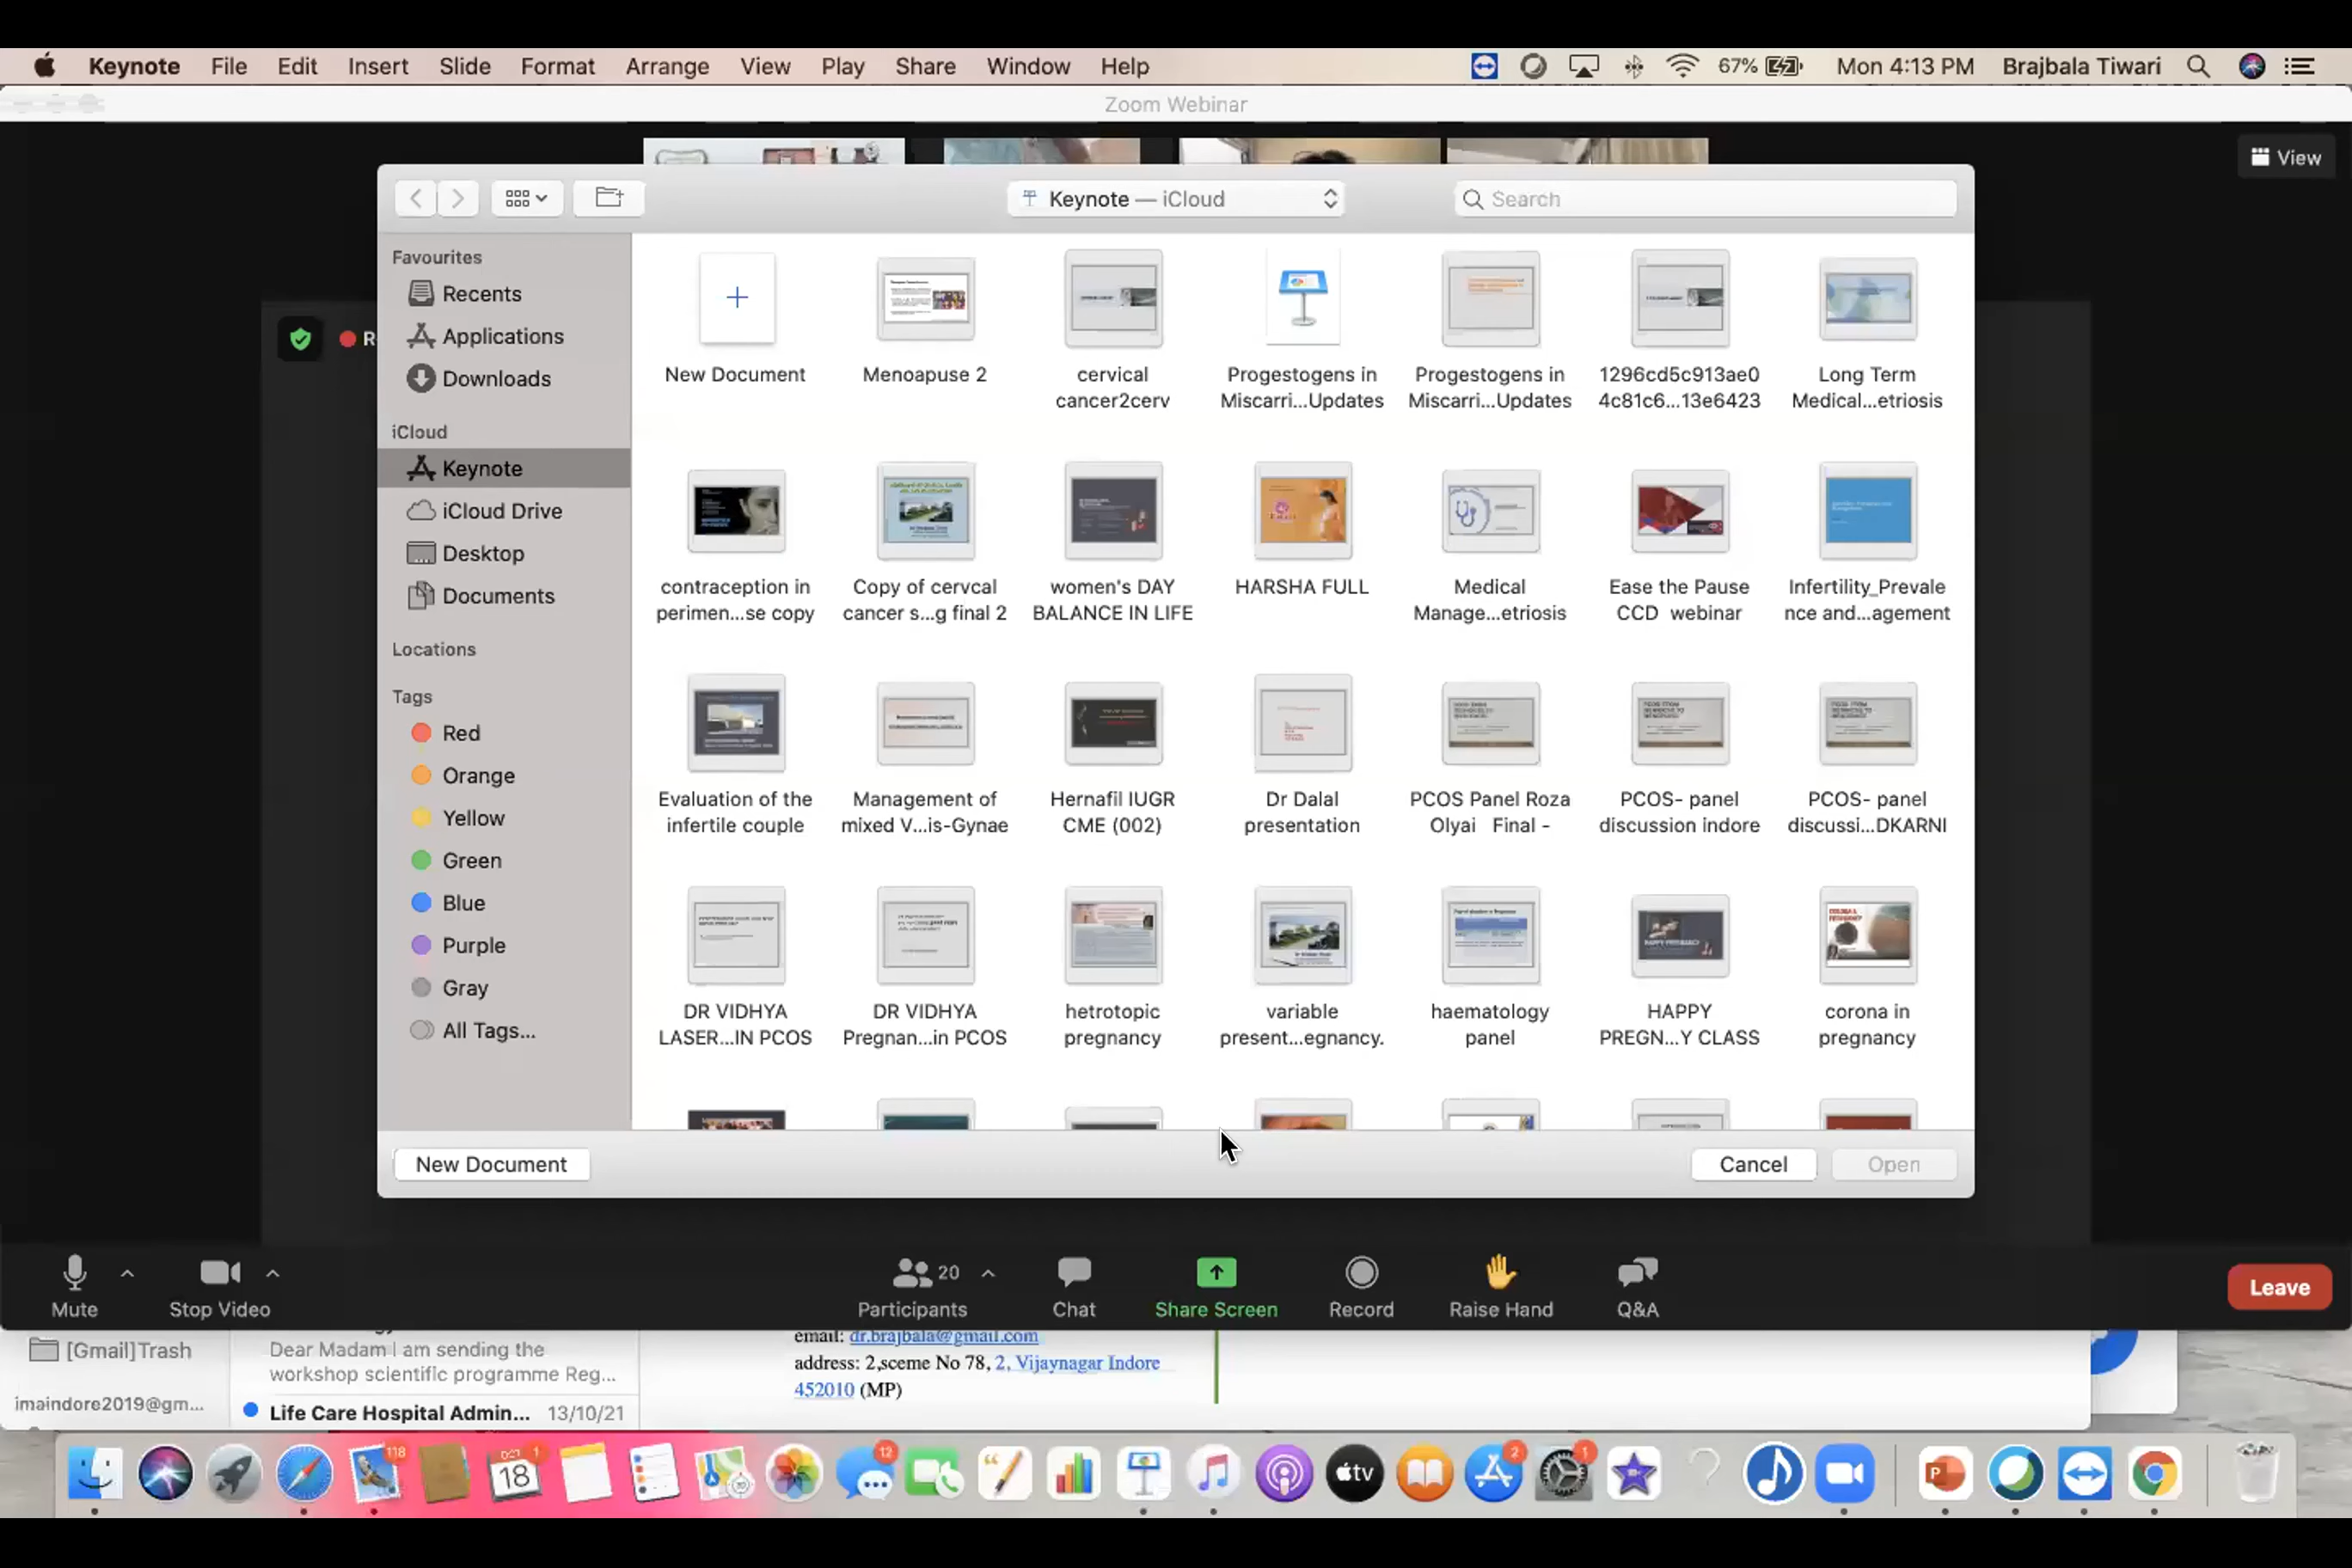 Keynote File Edit Insert Slide Format Arrange View Play Share Window Help 67% Mon 4:13 PM Brajbala Tiwari
Zoom Webinar
View
Keynote — iCloud
Search
Favourites
Recents
Applications
Downloads
iCloud
Keynote
iCloud Drive
Desktop
Documents
Locations
Tags
Red
Orange
Yellow
Green
Blue
Purple
Gray
All Tags...
New Document
Menoapuse 2
cervical
cancer2cerv
Progestogens in
Miscarri...Updates
Progestogens in
Miscarri...Updates
1296cd5c913ae0
4c81c6...13e6423
Long Term
Medical...etriosis
contraception in
perimen...se copy
Copy of cervcal
cancer s...g final 2
women's DAY
BALANCE IN LIFE
HARSHA FULL
Medical
Manage...etriosis
Ease the Pause
CCD webinar
Infertility_Prevale
nce and...agement
Evaluation of the
infertile couple
Management of
mixed V...is-Gynae
Hernafil IUGR
CME (002)
Dr Dalal
presentation
PCOS Panel Roza
Olyai Final -
PCOS- panel
discussion indore
PCOS- panel
discussi...DKARNI
DR VIDHYA
LASER...IN PCOS
DR VIDHYA
Pregnan...in PCOS
hetrotopic
pregnancy
variable
present...egnancy.
haematology
panel
HAPPY
PREGN...Y CLASS
corona in
pregnancy
New Document
Cancel
Open
Mute
Stop Video
20
Participants
Chat
Share Screen
Record
Raise Hand
Q&A
Leave
[Gmail]Trash
imaindore2019@gm...
Dear Madam I am sending the
workshop scientific programme Reg...
Life Care Hospital Admin... 13/10/21
email: dr.brajbala@gmail.com
address: 2,sceme No 78, 2, Vijaynagar Indore
452010 (MP)
118
OCT 1
18
12
tv
2
1
P